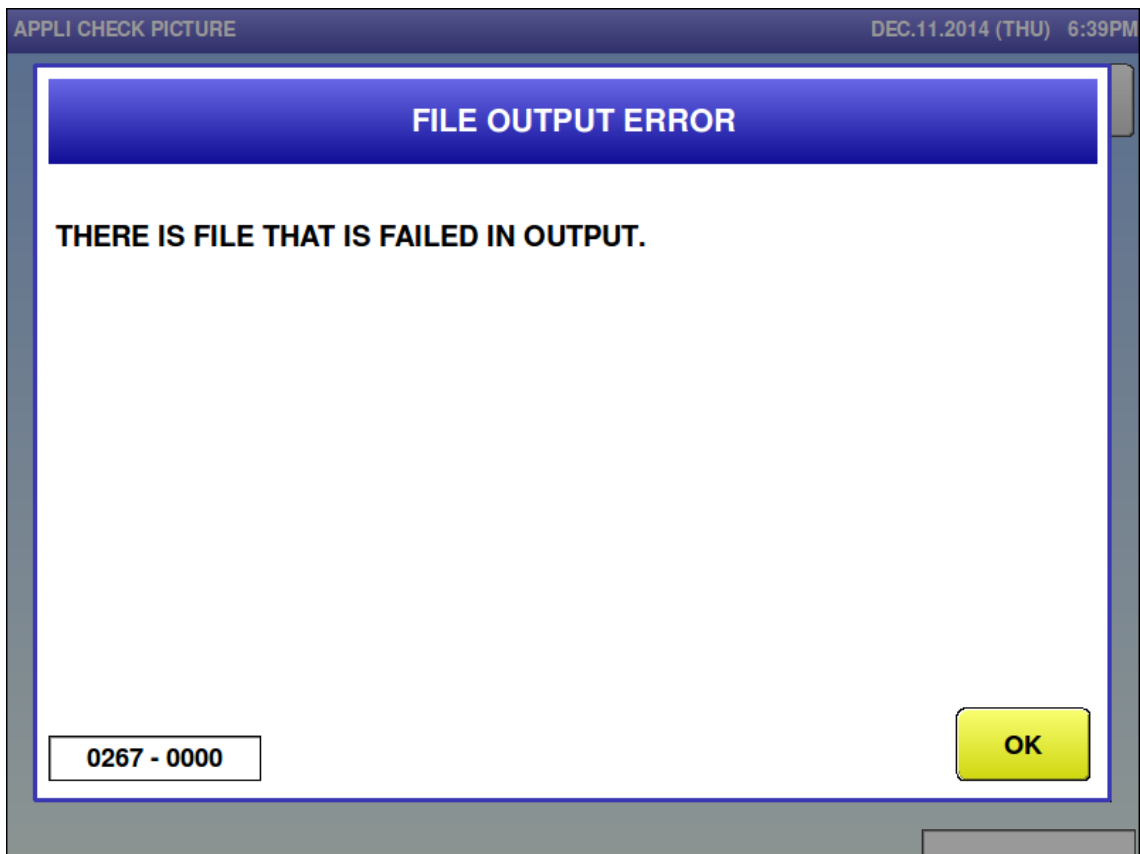 APPLI CHECK PICTURE DEC.11.2014 (THU) 6:39PM
FILE OUTPUT ERROR
THERE IS FILE THAT IS FAILED IN OUTPUT.
0267 - 0000
OK